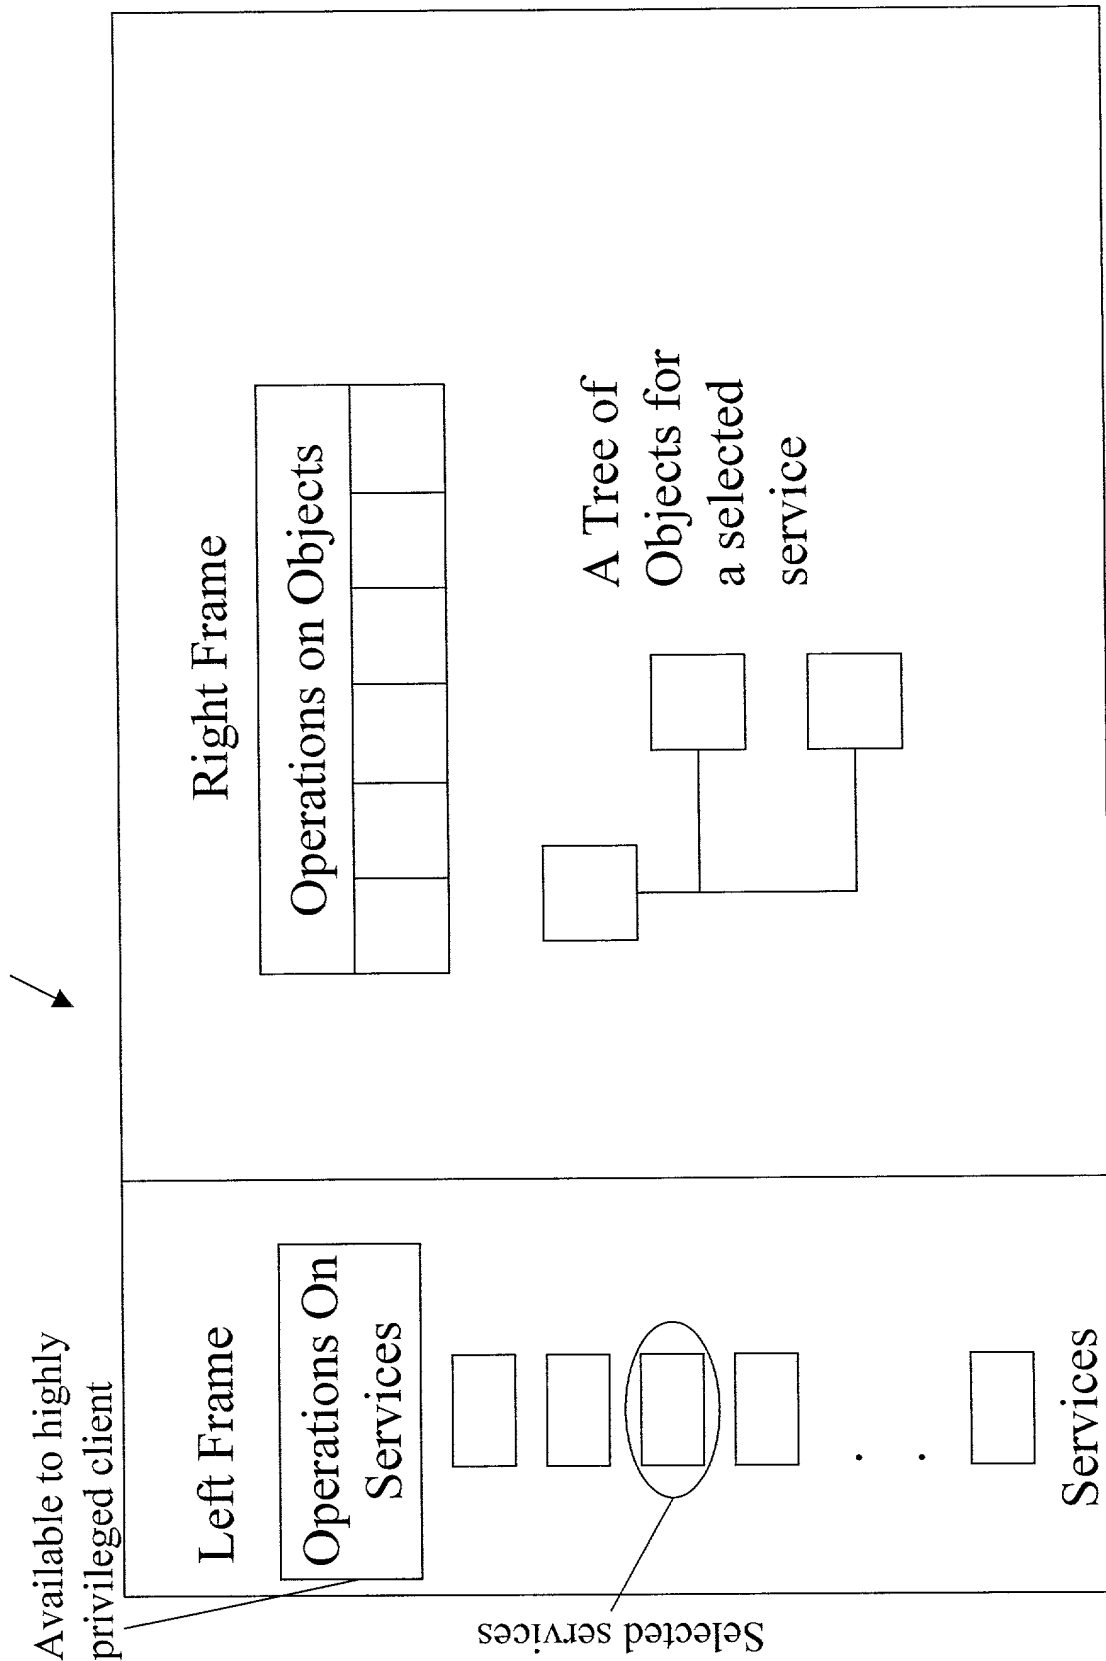 Available to highly
privileged client
Left Frame
Operations On
Services
Selected services
Services
Right Frame
Operations on Objects
A Tree of
Objects for
a selected
service